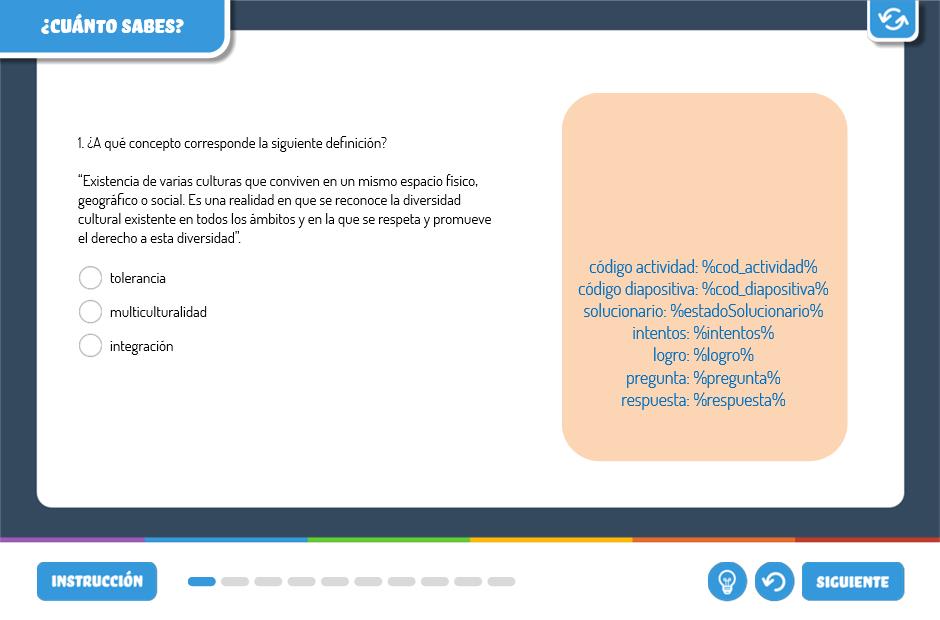 ¿CUÁNTO SABES?
1. ¿A qué concepto corresponde la siguiente definición?
“Existencia de varias culturas que conviven en un mismo espacio físico,
geográfico o social. Es una realidad en que se reconoce la diversidad
cultural existente en todos los ámbitos y en la que se respeta y promueve
el derecho a esta diversidad”.
tolerancia
multiculturalidad
integración
código actividad: %cod_actividad%
código diapositiva: %cod_diapositiva%
solucionario: %estadoSolucionario%
intentos: %intentos%
logro: %logro%
pregunta: %pregunta%
respuesta: %respuesta%
INSTRUCCIÓN
SIGUIENTE